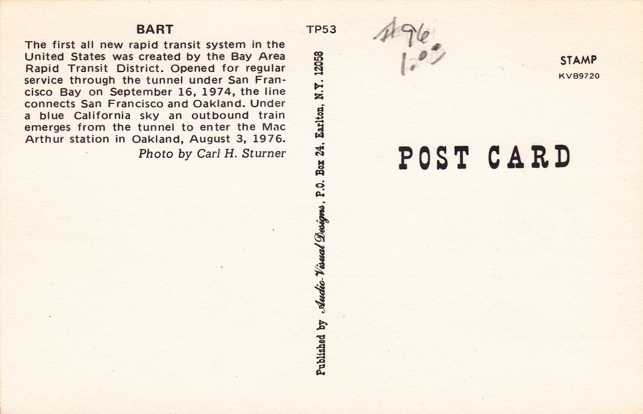 BART
The first all new rapid transit system in the
United States was created by the Bay Area
Rapid Transit District. Opened for regular
service through the tunnel under San Fran-
cisco Bay on September 16, 1974, the line
connects San Francisco and Oakland. Under
a blue California sky an outbound train
emerges from the tunnel to enter the Mac
Arthur station in Oakland, August 3, 1976.
Photo by Carl H. Sturner
TP53
Published by Audio-Visual Designs, P.O. Box 24, Earlton, N.Y. 12058
#96
1.00
STAMP
KVB9720
POST CARD